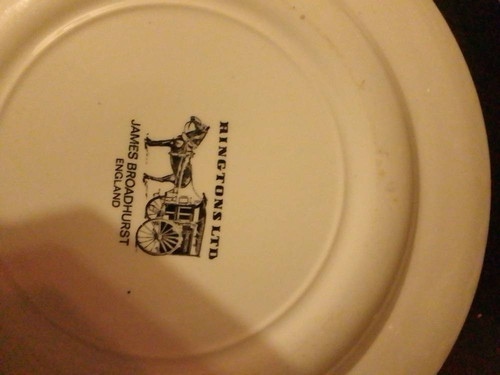 RINGTONS LTD
JAMES BROADHURST
ENGLAND